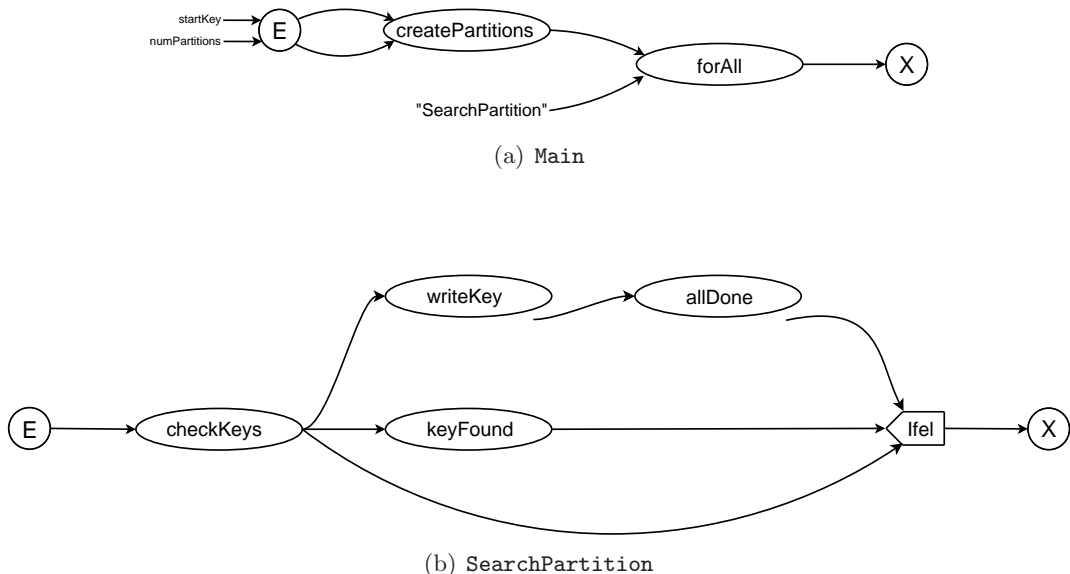 startKey
numPartitions
E
createPartitions
forAll
X
"SearchPartition"
(a) Main
writeKey
allDone
E
checkKeys
keyFound
Ifel
X
(b) SearchPartition